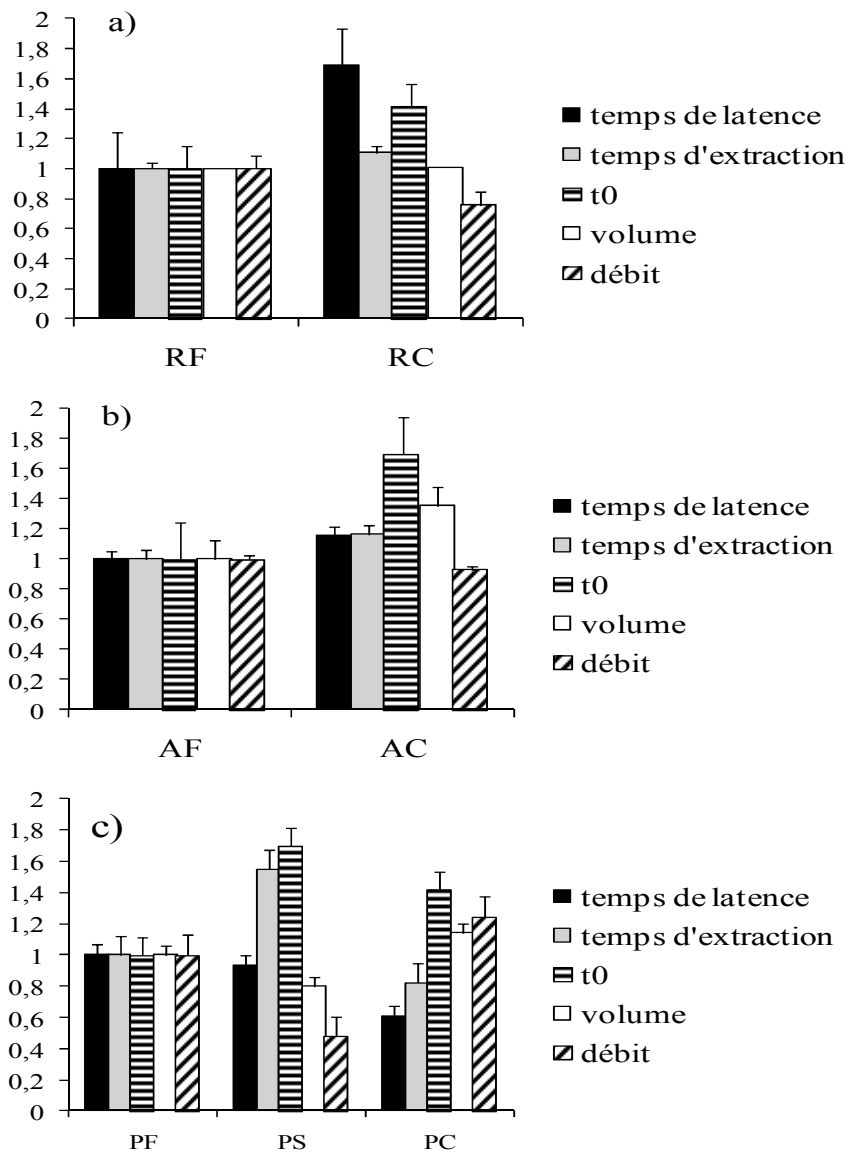 a)
2
1,8
1,6
1,4
1,2
1
0,8
0,6
0,4
0,2
0
RF RC
temps de latence
temps d'extraction
t0
volume
débit
b)
2
1,8
1,6
1,4
1,2
1
0,8
0,6
0,4
0,2
0
AF AC
temps de latence
temps d'extraction
t0
volume
débit
c)
2
1,8
1,6
1,4
1,2
1
0,8
0,6
0,4
0,2
0
PF PS PC
temps de latence
temps d'extraction
t0
volume
débit